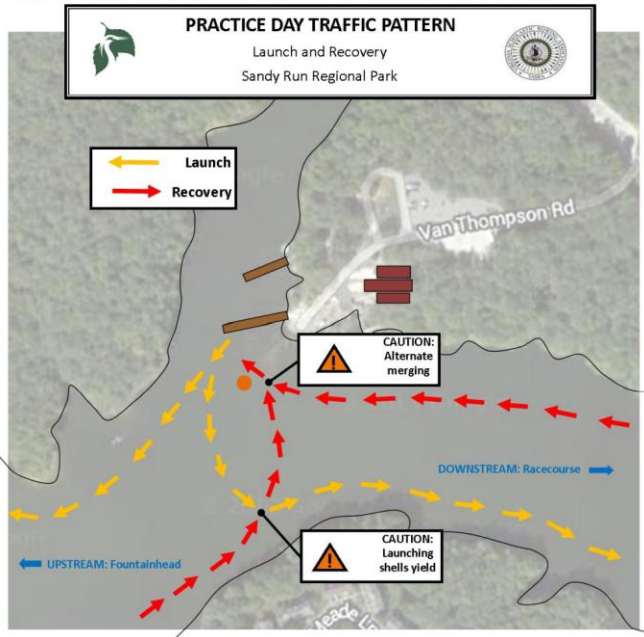 PRACTICE DAY TRAFFIC PATTERN
Launch and Recovery
Sandy Run Regional Park
Launch
Recovery
Van Thompson Rd
CAUTION:
Alternate
merging
DOWNSTREAM: Racecourse
CAUTION:
Launching
shells yield
UPSTREAM: Fountainhead
Meade